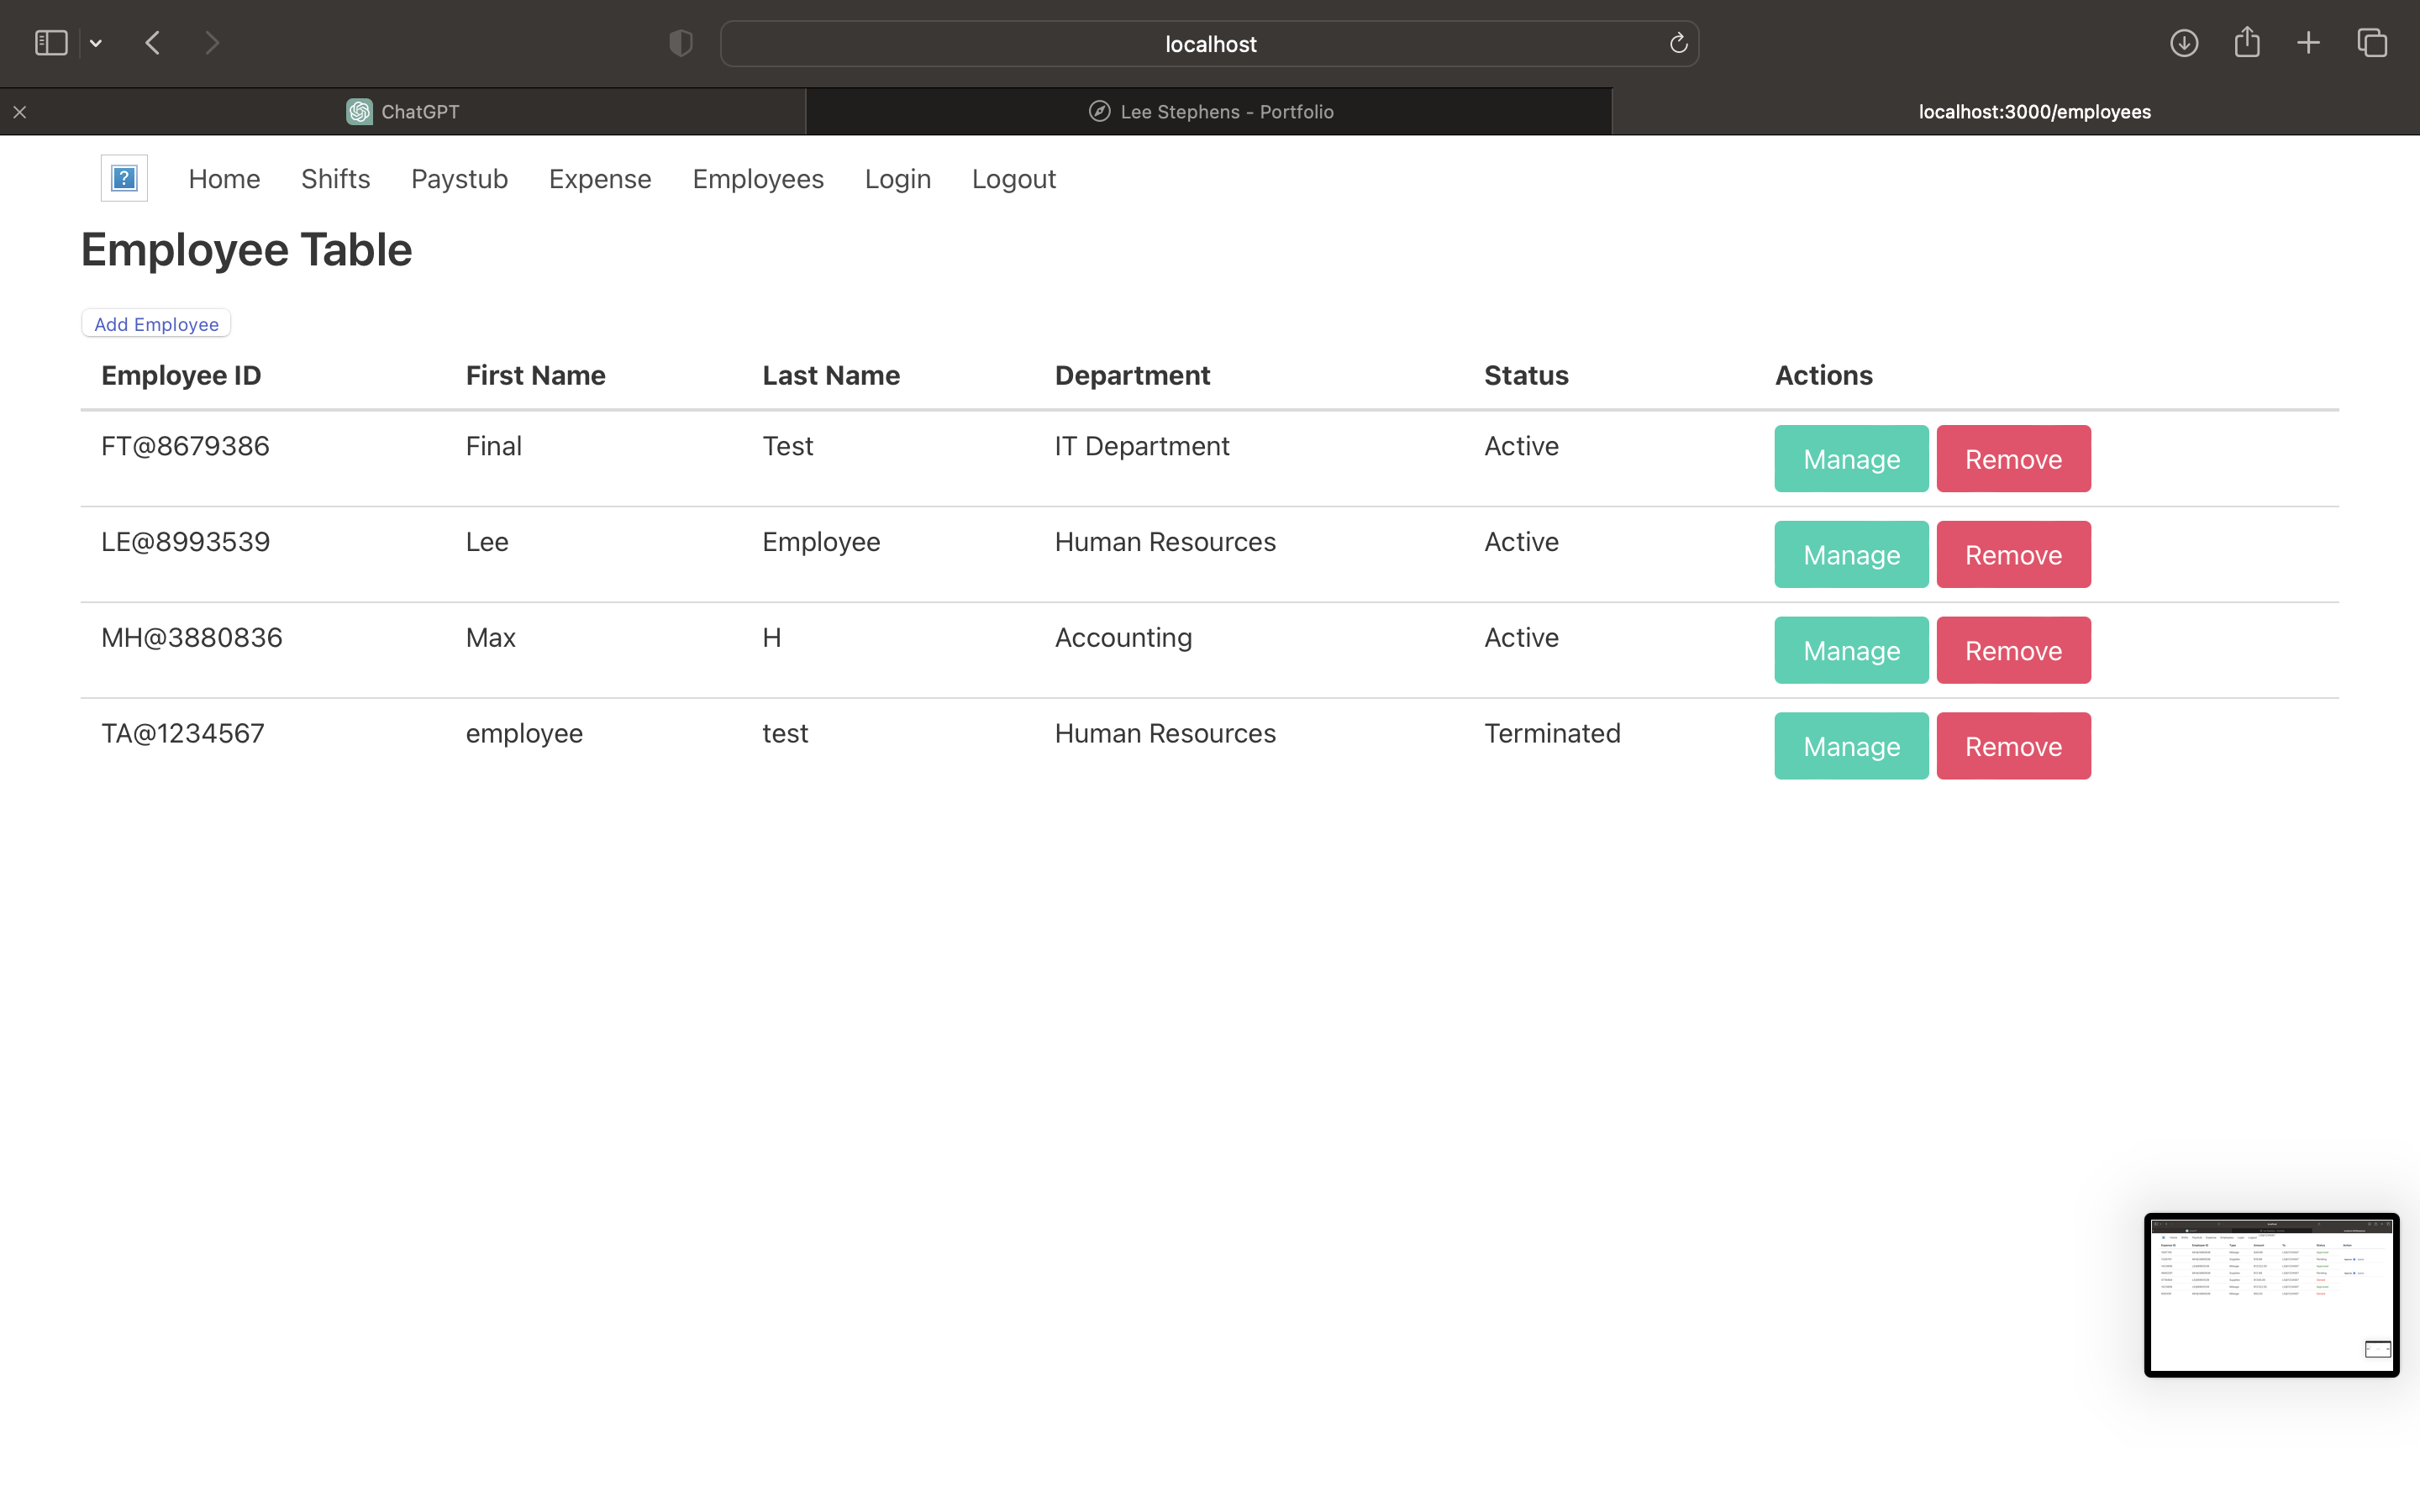 localhost
ChatGPT
Lee Stephens - Portfolio
localhost:3000/employees
Home Shifts Paystub Expense Employees Login Logout
Employee Table
Add Employee
Employee ID First Name Last Name Department Status Actions
FT@8679386 Final Test IT Department Active Manage Remove
LE@8993539 Lee Employee Human Resources Active Manage Remove
MH@3880836 Max H Accounting Active Manage Remove
TA@1234567 employee test Human Resources Terminated Manage Remove